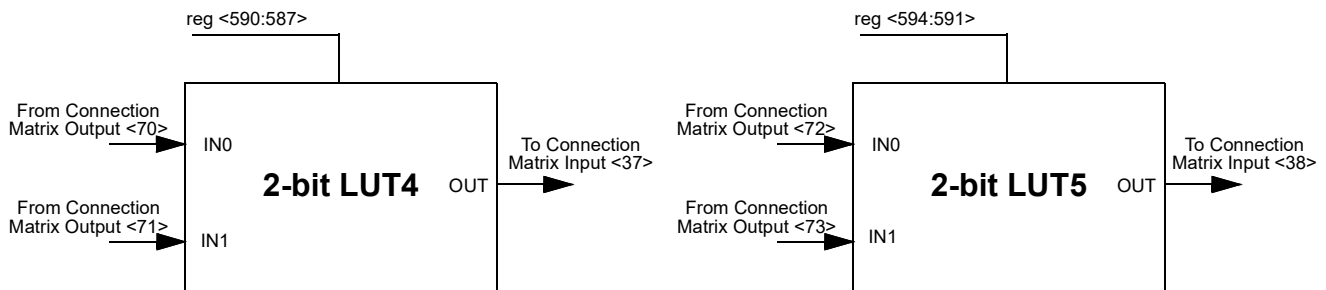 reg <590:587>
From Connection
Matrix Output <70>
IN0
2-bit LUT4
OUT
To Connection
Matrix Input <37>
From Connection
Matrix Output <71>
IN1
reg <594:591>
From Connection
Matrix Output <72>
IN0
2-bit LUT5
OUT
To Connection
Matrix Input <38>
From Connection
Matrix Output <73>
IN1